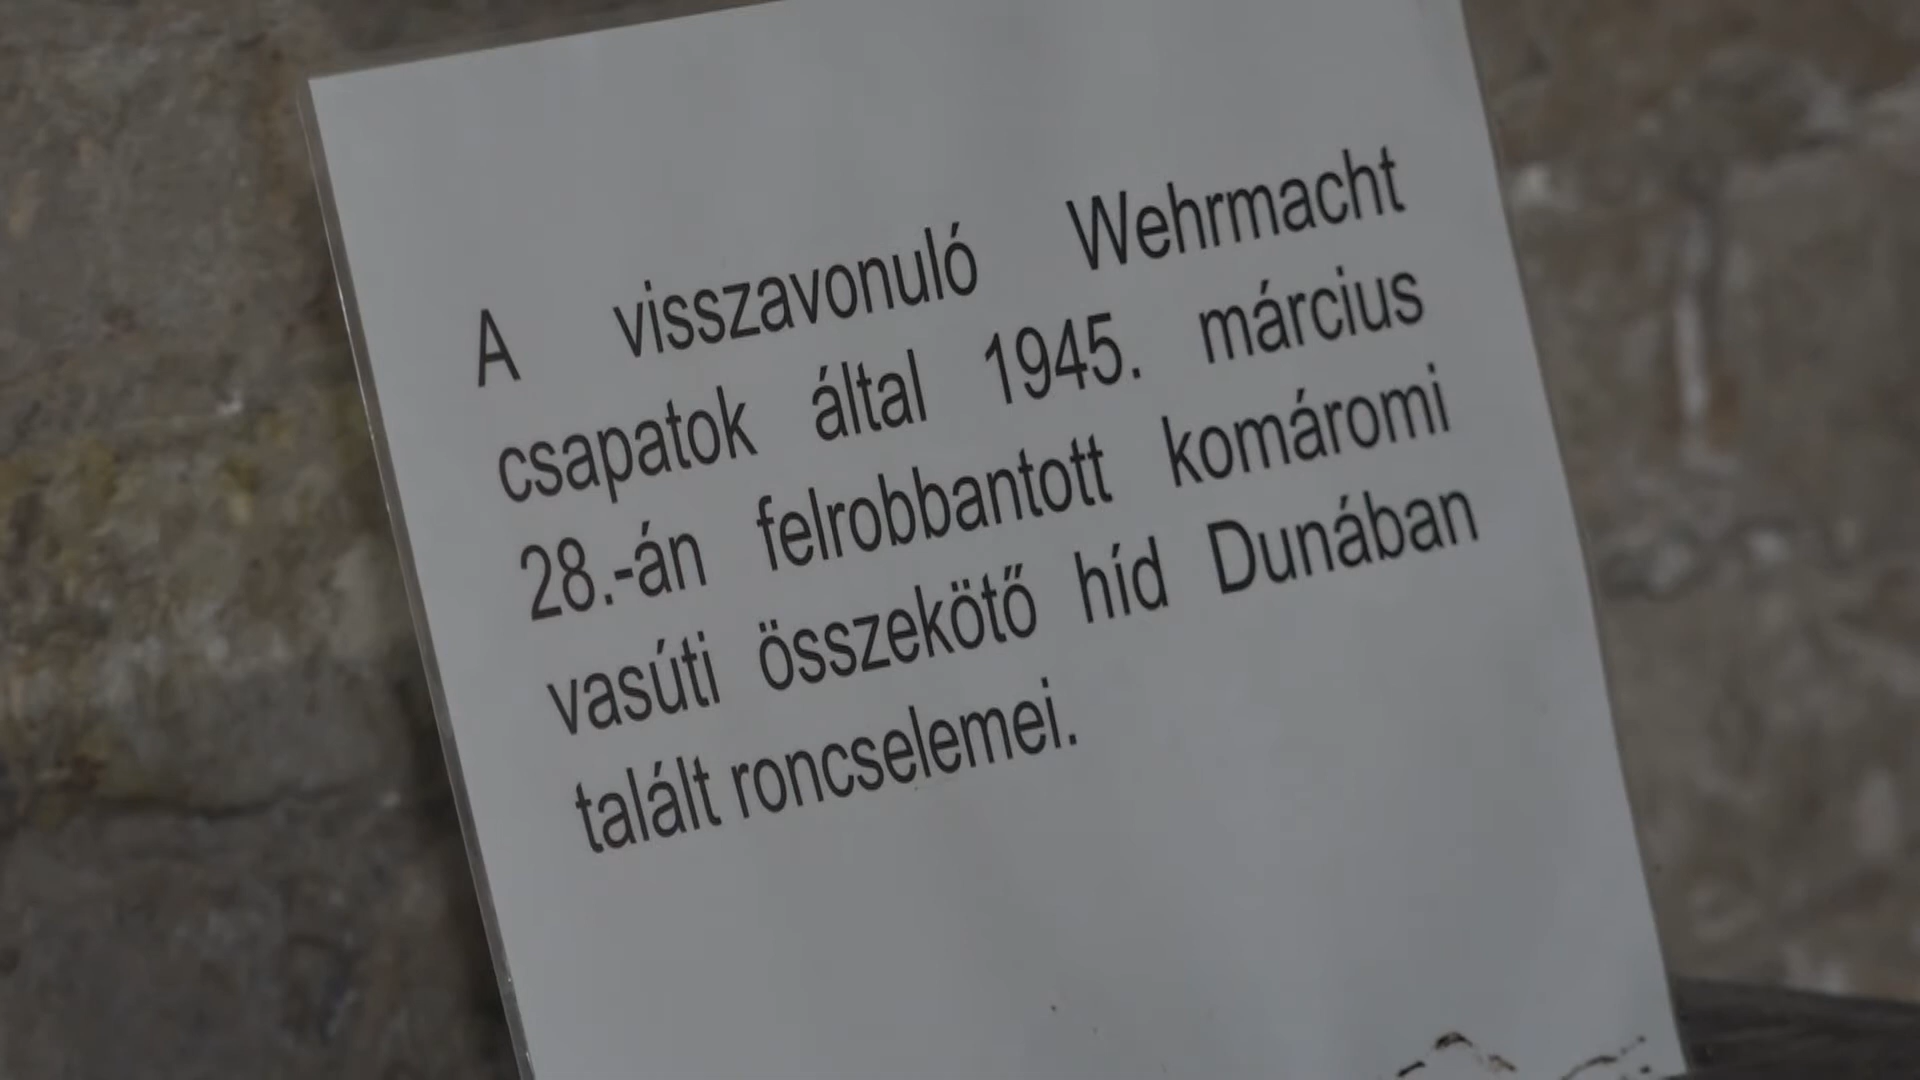 A visszavonuló Wehrmacht
csapatok által 1945. március
28.-án felrobbantott komáromi
vasúti összekötő híd Dunában
talált roncselemei.